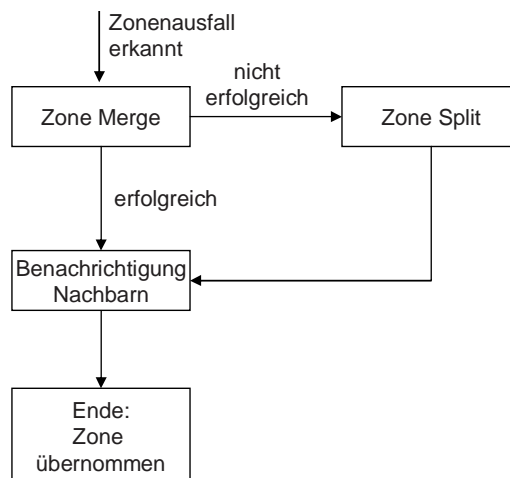 Zonenausfall
erkannt
nicht
erfolgreich
Zone Merge
Zone Split
erfolgreich
Benachrichtigung
Nachbarn
Ende:
Zone
übernommen